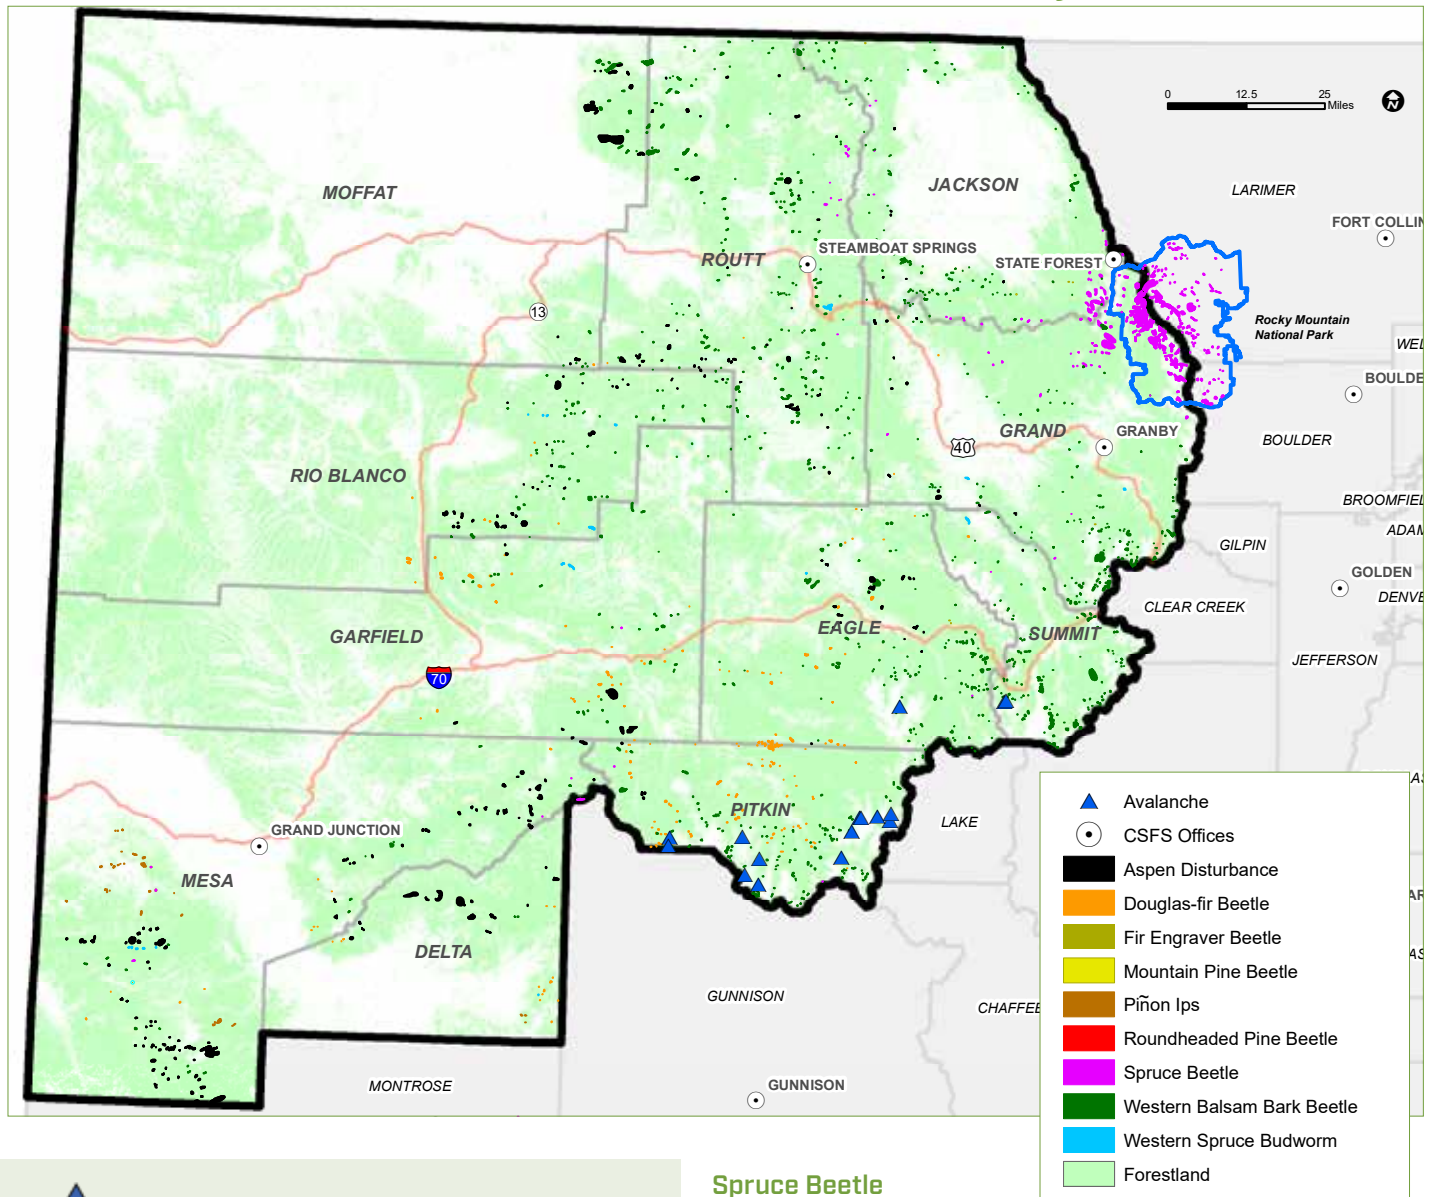 0 12.5 25
Miles
N
MOFFAT
JACKSON
LARIMER
FORT COLLIN
STEAMBOAT SPRINGS
ROUTT
STATE FOREST
13
Rocky Mountain
National Park
WEL
BOULDE
GRAND
GRANBY
40
BOULDER
RIO BLANCO
BROOMFIEL
ADAM
GILPIN
GOLDEN
DENVE
CLEAR CREEK
GARFIELD
EAGLE
SUMMIT
JEFFERSON
70
PITKIN
LAKE
GRAND JUNCTION
MESA
DELTA
GUNNISON
CHAFFEE
MONTROSE
GUNNISON
Avalanche
CSFS Offices
Aspen Disturbance
Douglas-fir Beetle
Fir Engraver Beetle
Mountain Pine Beetle
Piñon Ips
Roundheaded Pine Beetle
Spruce Beetle
Western Balsam Bark Beetle
Western Spruce Budworm
Forestland
Spruce Beetle